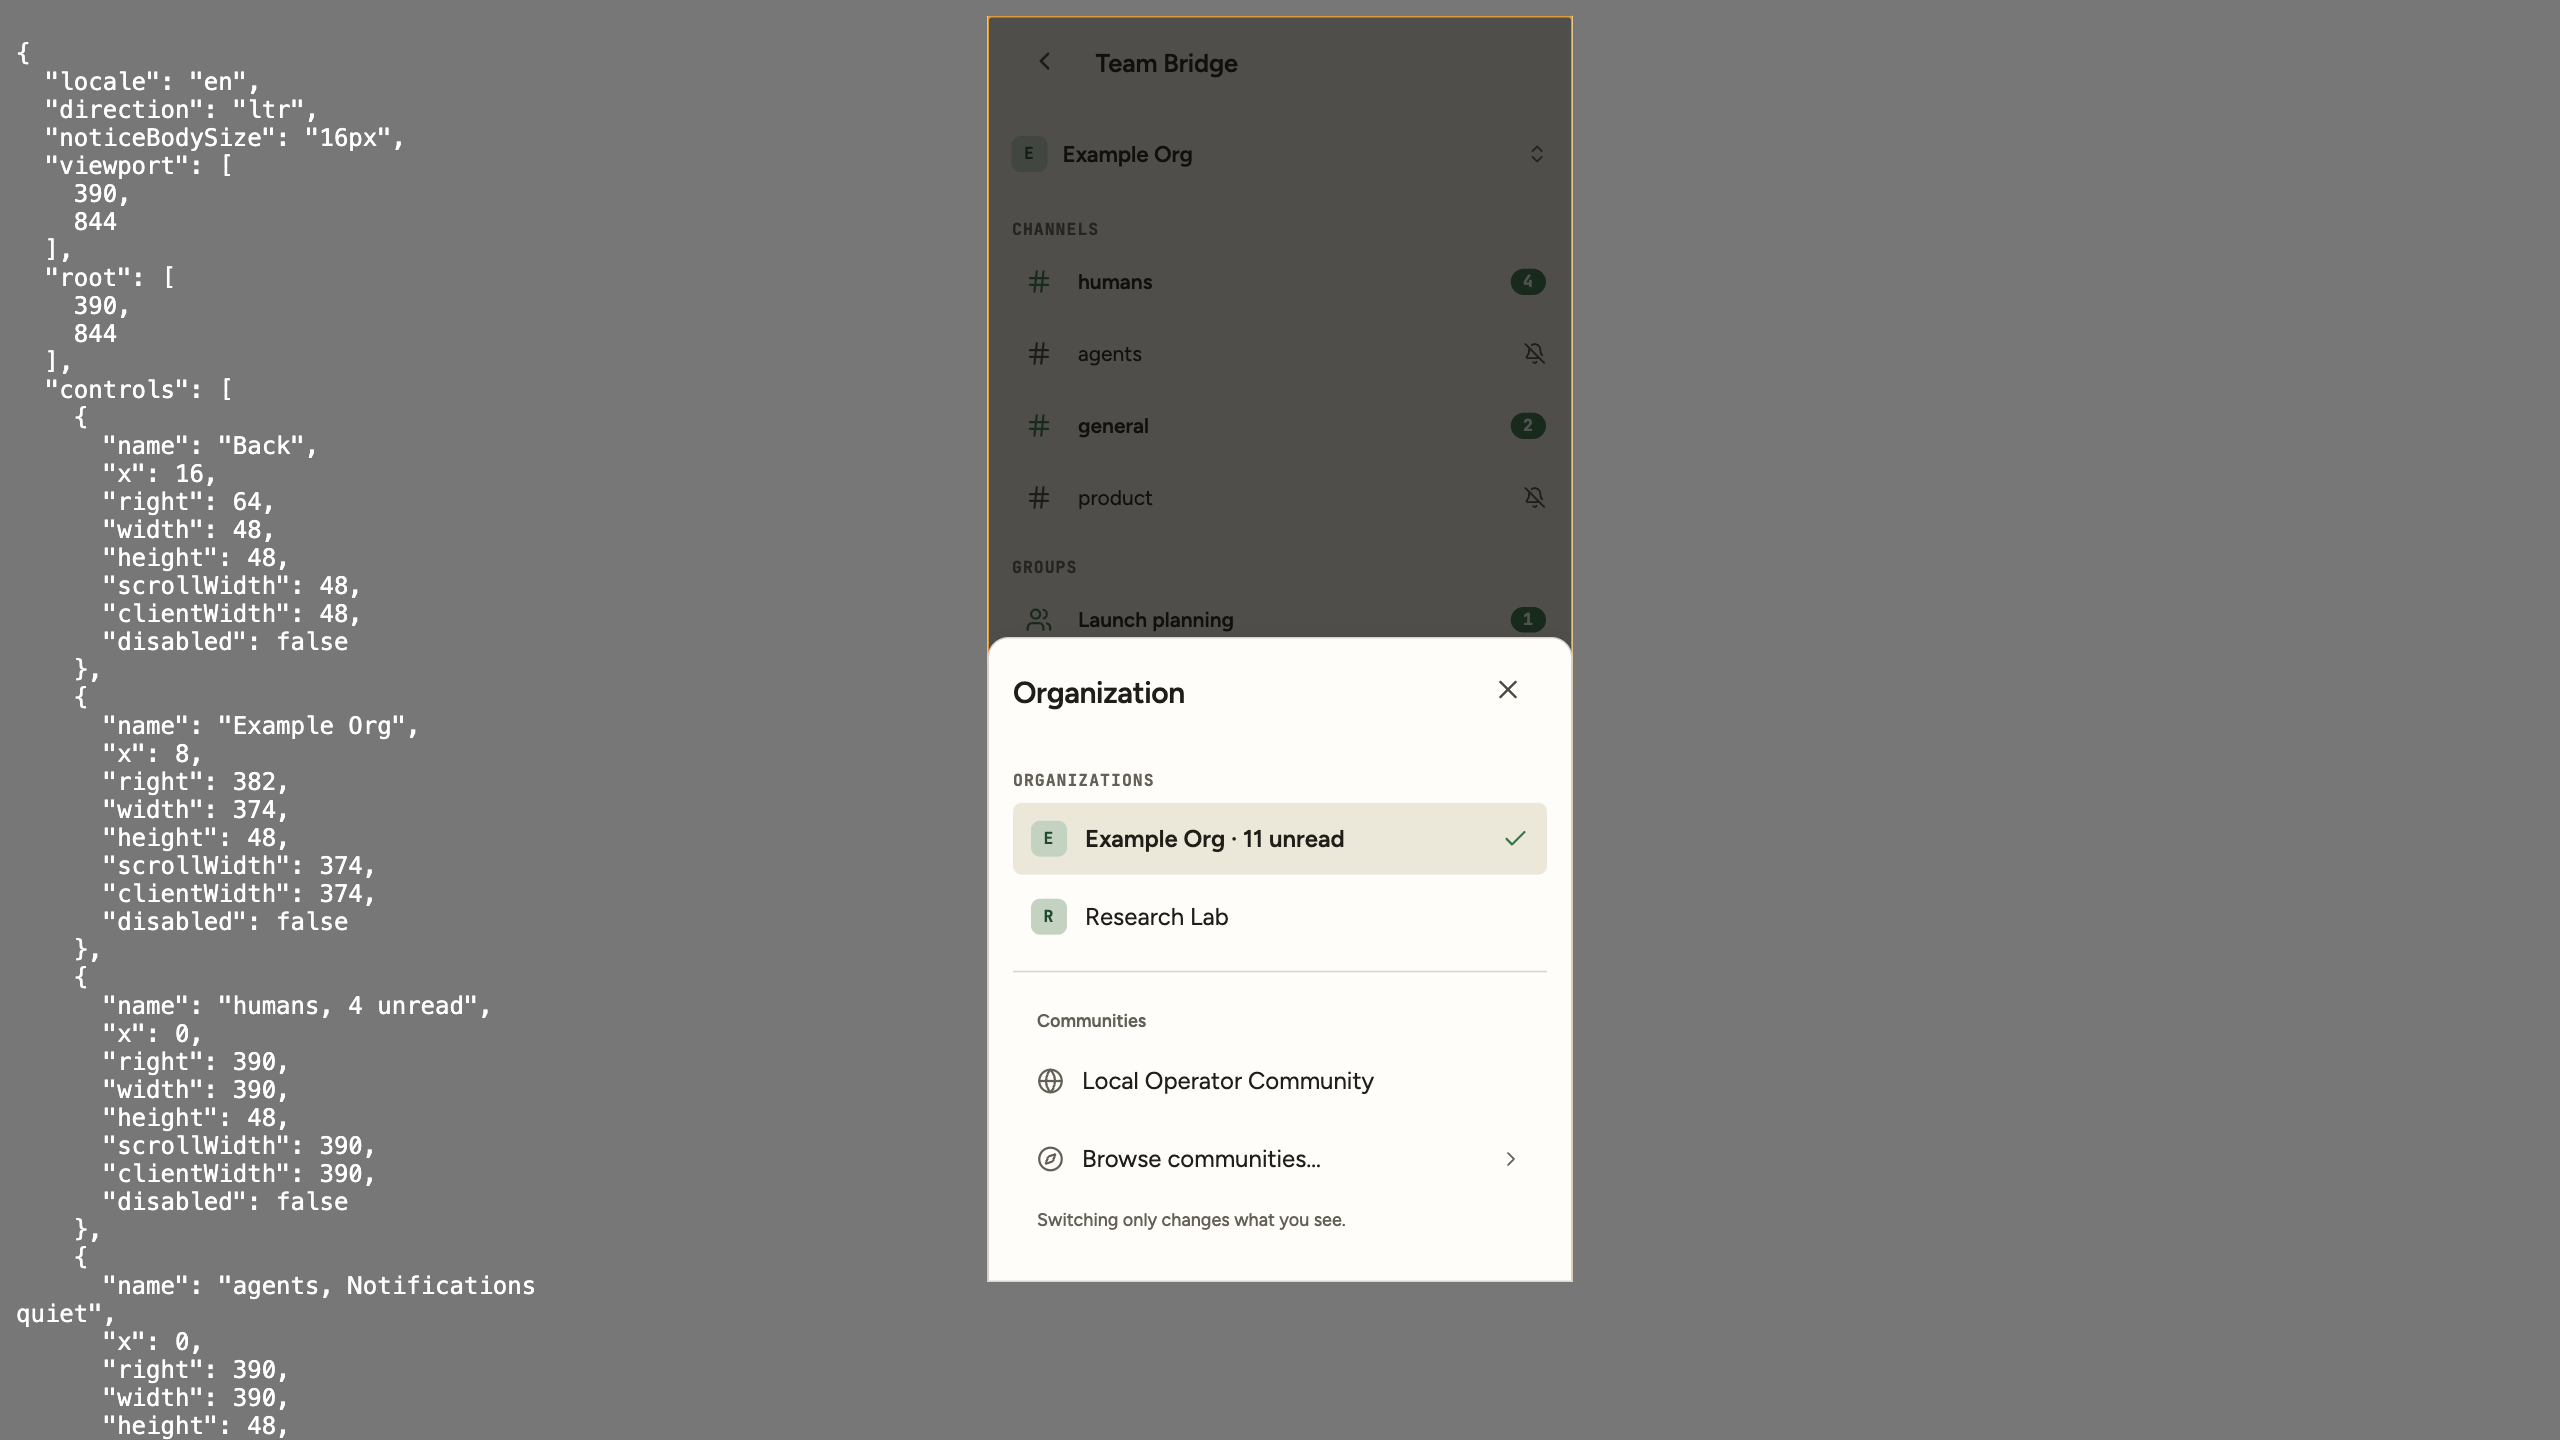 {
"locale": "en",
"direction": "ltr",
"noticeBodySize": "16px",
"viewport": [
390,
844
],
"root": [
390,
844
],
"controls": [
{
"name": "Back",
"x": 16,
"right": 64,
"width": 48,
"height": 48,
"scrollWidth": 48,
"clientWidth": 48,
"disabled": false
},
{
"name": "Example Org",
"x": 8,
"right": 382,
"width": 374,
"height": 48,
"scrollWidth": 374,
"clientWidth": 374,
"disabled": false
},
{
"name": "humans, 4 unread",
"x": 0,
"right": 390,
"width": 390,
"height": 48,
"scrollWidth": 390,
"clientWidth": 390,
"disabled": false
},
{
"name": "agents, Notifications
quiet",
"x": 0,
"right": 390,
"width": 390,
"height": 48,
Team Bridge
E Example Org
CHANNELS
humans 4
agents
general 2
product
GROUPS
Launch planning 1
Organization
ORGANIZATIONS
E Example Org · 11 unread
R Research Lab
Communities
Local Operator Community
Browse communities...
Switching only changes what you see.